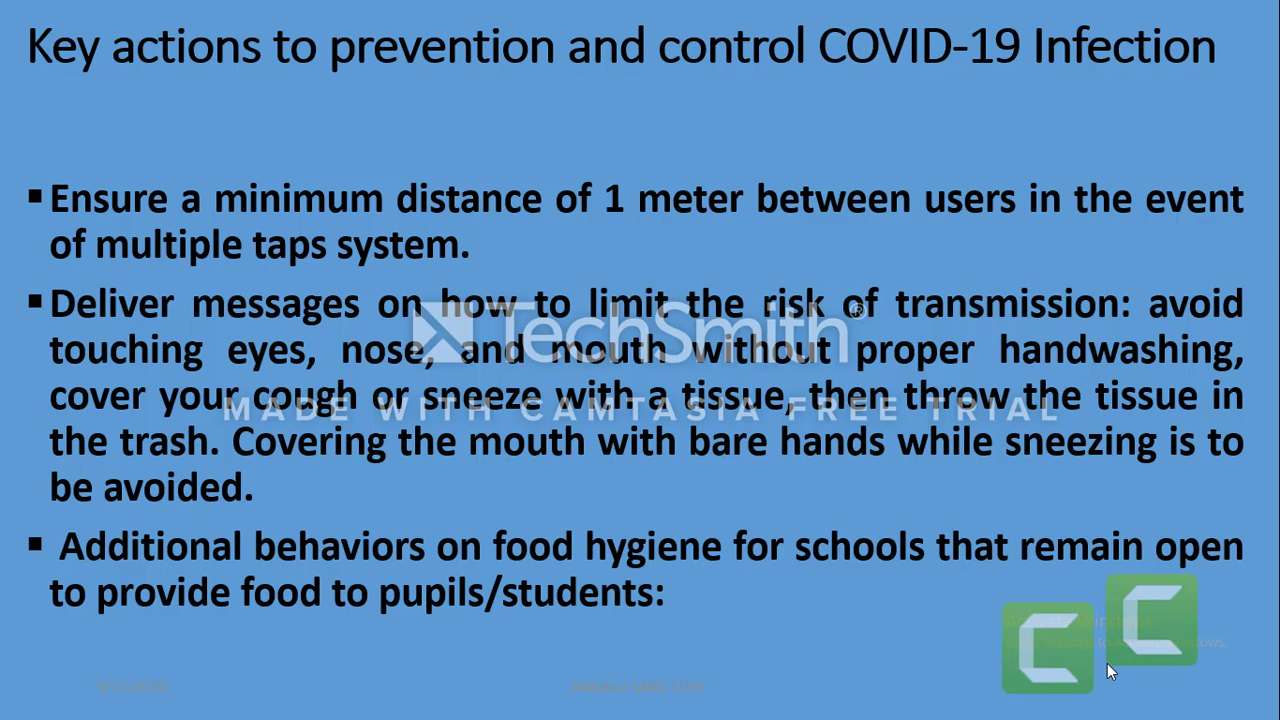 Key actions to prevention and control COVID-19 Infection
▪Ensure a minimum distance of 1 meter between users in the event
of multiple taps system.
▪Deliver messages on how to limit the risk of transmission: avoid
touching eyes, nose, and mouth without proper handwashing,
cover your cough or sneeze with a tissue, then throw the tissue in
the trash. Covering the mouth with bare hands while sneezing is to
be avoided.
▪ Additional behaviors on food hygiene for schools that remain open
to provide food to pupils/students:
TechSmith®
MADE WITH CAMTASIA FREE TRIAL